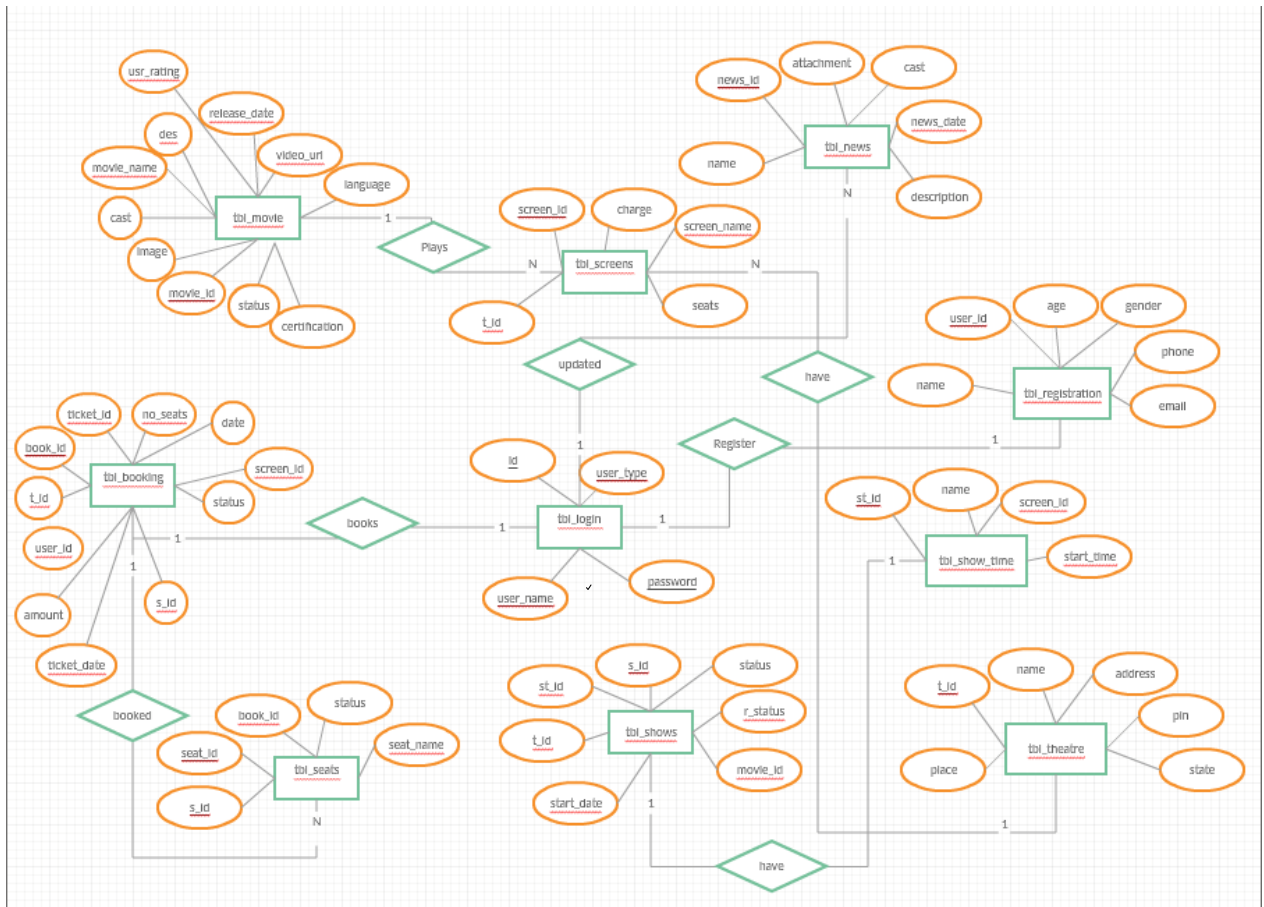 usr_rating
release_date
des
video_url
movie_name
language
tbl_movie
cast
image
movie_id
status
certification
1
Plays
N
screen_id
charge
screen_name
tbl_screens
t_id
seats
N
news_id
attachment
cast
news_date
tbl_news
name
description
N
updated
1
have
user_id
age
gender
phone
name
tbl_registration
email
Register
1
ticket_id
no_seats
date
book_id
tbl_booking
screen_id
t_id
status
user_id
1
1
amount
s_id
ticket_date
books
1
id
user_type
tbl_login
1
user_name
password
st_id
name
screen_id
tbl_show_time
start_time
1
booked
book_id
status
seat_id
seat_name
tbl_seats
s_id
N
s_id
status
st_id
r_status
tbl_shows
t_id
movie_id
start_date
1
have
t_id
name
address
pin
tbl_theatre
place
state
1